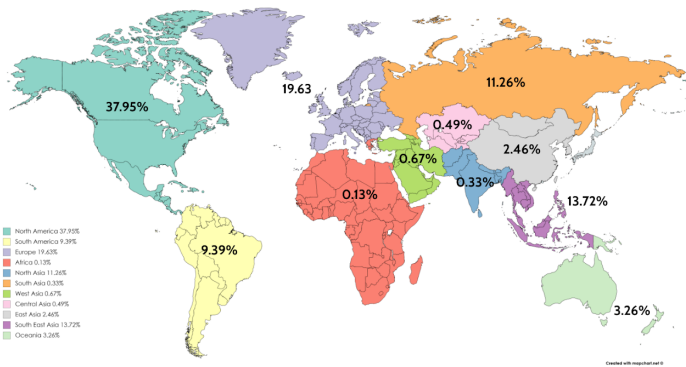 19.63
11.26%
37.95%
0.49%
2.46%
0.67%
0.33%
0.13%
13.72%
9.39%
3.26%
North America 37.95%
South America 9.39%
Europe 19.63%
Africa 0.13%
North Asia 11.26%
South Asia 0.33%
West Asia 0.67%
Central Asia 0.49%
East Asia 2.46%
South East Asia 13.72%
Oceania 3.26%
Created with mapchart.net ©